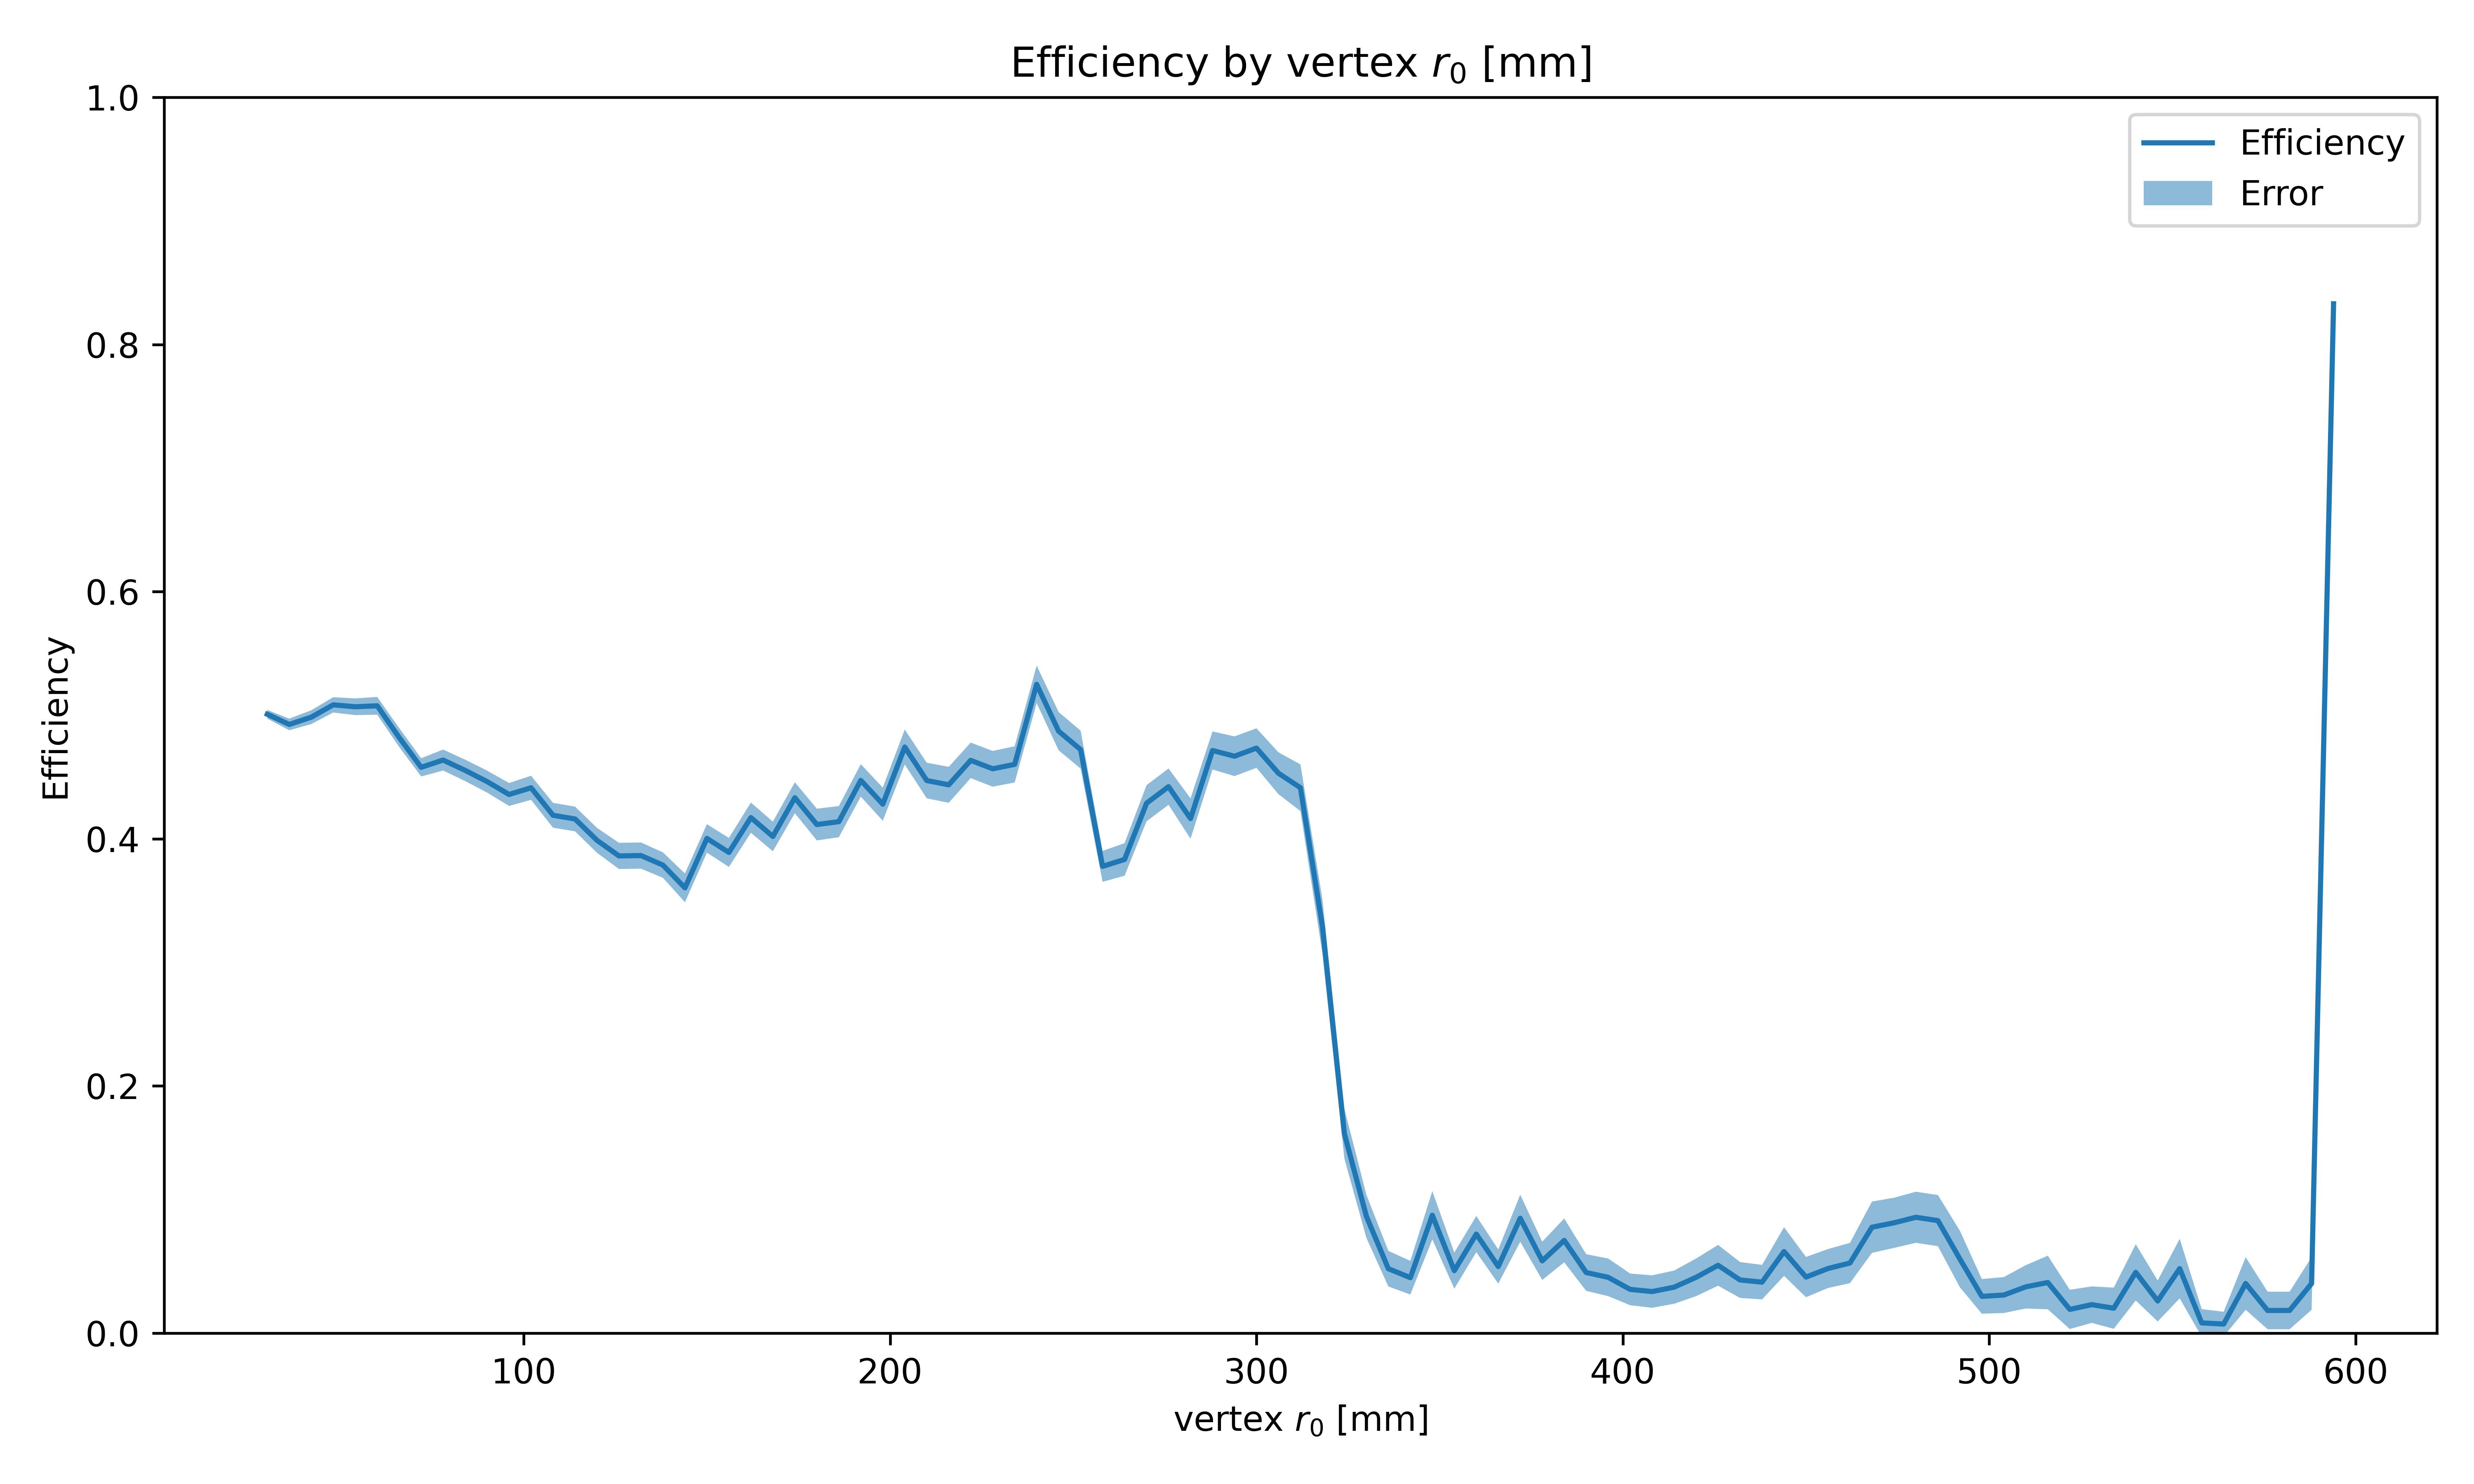 Efficiency by vertex r₀ [mm]
Efficiency
Error
1.0
0.8
0.6
0.4
0.2
0.0
Efficiency
100 200 300 400 500 600
vertex r₀ [mm]